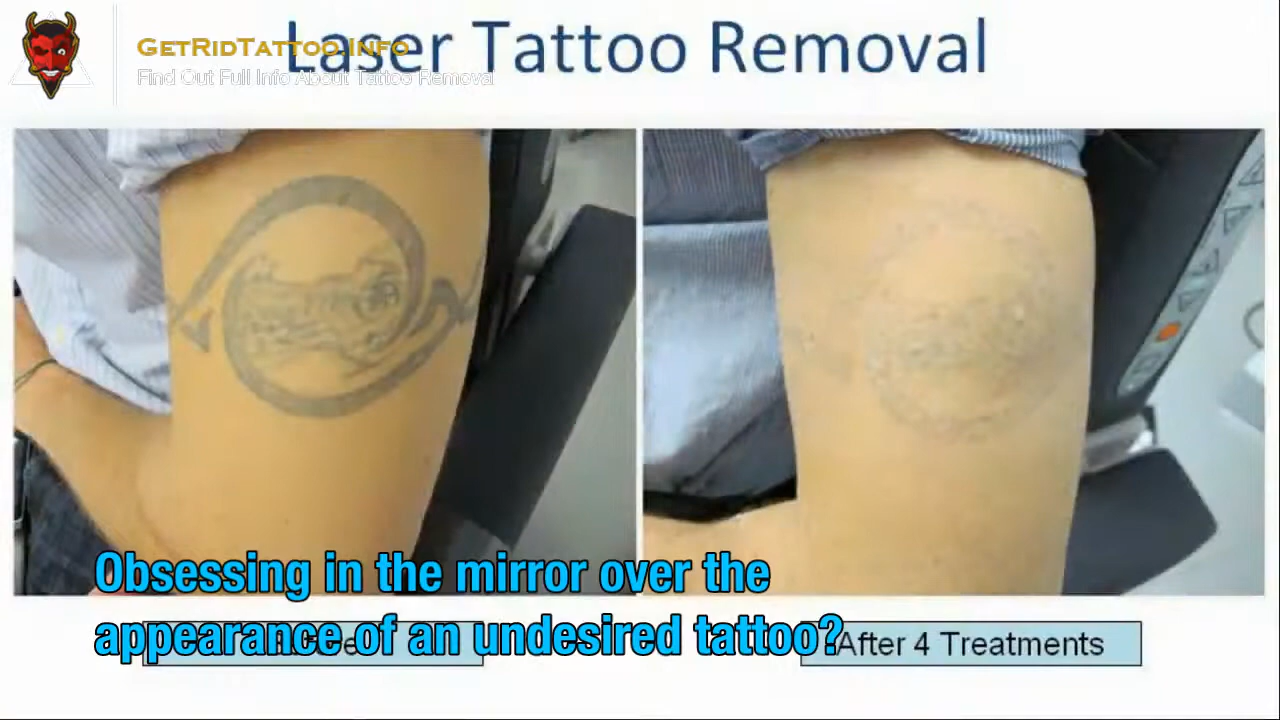 Laser Tattoo Removal
GetRidTattoo.Info
Find Out Full Info About Tattoo Removal
Obsessing in the mirror over the
appearance of an undesired tattoo?
After 4 Treatments